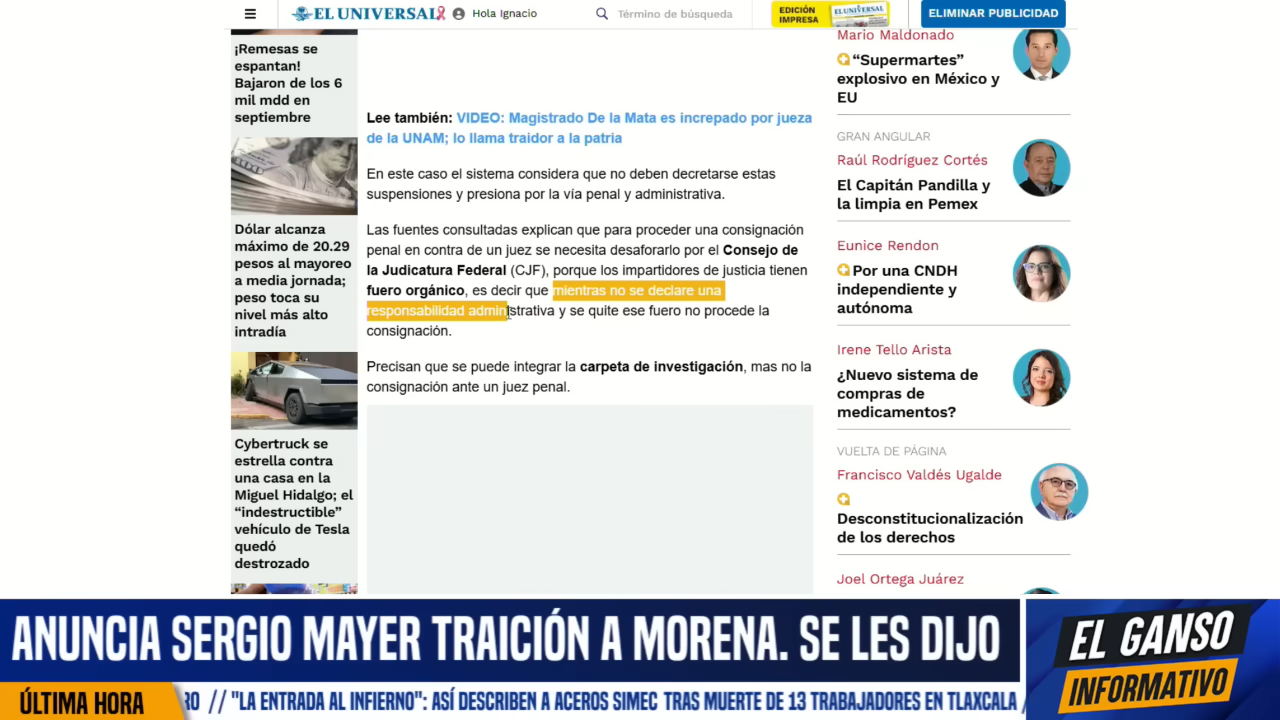 EL UNIVERSAL
Hola Ignacio
Término de búsqueda
EDICIÓN
IMPRESA
EL UNIVERSAL
ELIMINAR PUBLICIDAD
¡Remesas se
espantan!
Bajaron de los 6
mil mdd en
septiembre
Dólar alcanza
máximo de 20.29
pesos al mayoreo
a media jornada;
peso toca su
nivel más alto
intradía
Cybertruck se
estrella contra
una casa en la
Miguel Hidalgo; el
“indestructible”
vehículo de Tesla
quedó
destrozado
Lee también: VIDEO: Magistrado De la Mata es increpado por jueza
de la UNAM; lo llama traidor a la patria
En este caso el sistema considera que no deben decretarse estas
suspensiones y presiona por la vía penal y administrativa.
Las fuentes consultadas explican que para proceder una consignación
penal en contra de un juez se necesita desaforarlo por el Consejo de
la Judicatura Federal (CJF), porque los impartidores de justicia tienen
fuero orgánico, es decir que mientras no se declare una
responsabilidad administrativa y se quite ese fuero no procede la
consignación.
Precisan que se puede integrar la carpeta de investigación, mas no la
consignación ante un juez penal.
Mario Maldonado
“Supermartes”
explosivo en México y
EU
GRAN ANGULAR
Raúl Rodríguez Cortés
El Capitán Pandilla y
la limpia en Pemex
Eunice Rendon
Por una CNDH
independiente y
autónoma
Irene Tello Arista
¿Nuevo sistema de
compras de
medicamentos?
VUELTA DE PÁGINA
Francisco Valdés Ugalde
Desconstitucionalización
de los derechos
Joel Ortega Juárez
ANUNCIA SERGIO MAYER TRAICIÓN A MORENA. SE LES DIJO
EL GANSO
INFORMATIVO
ÚLTIMA HORA
RO // "LA ENTRADA AL INFIERNO": ASÍ DESCRIBEN A ACEROS SIMEC TRAS MUERTE DE 13 TRABAJADORES EN TLAXCALA /